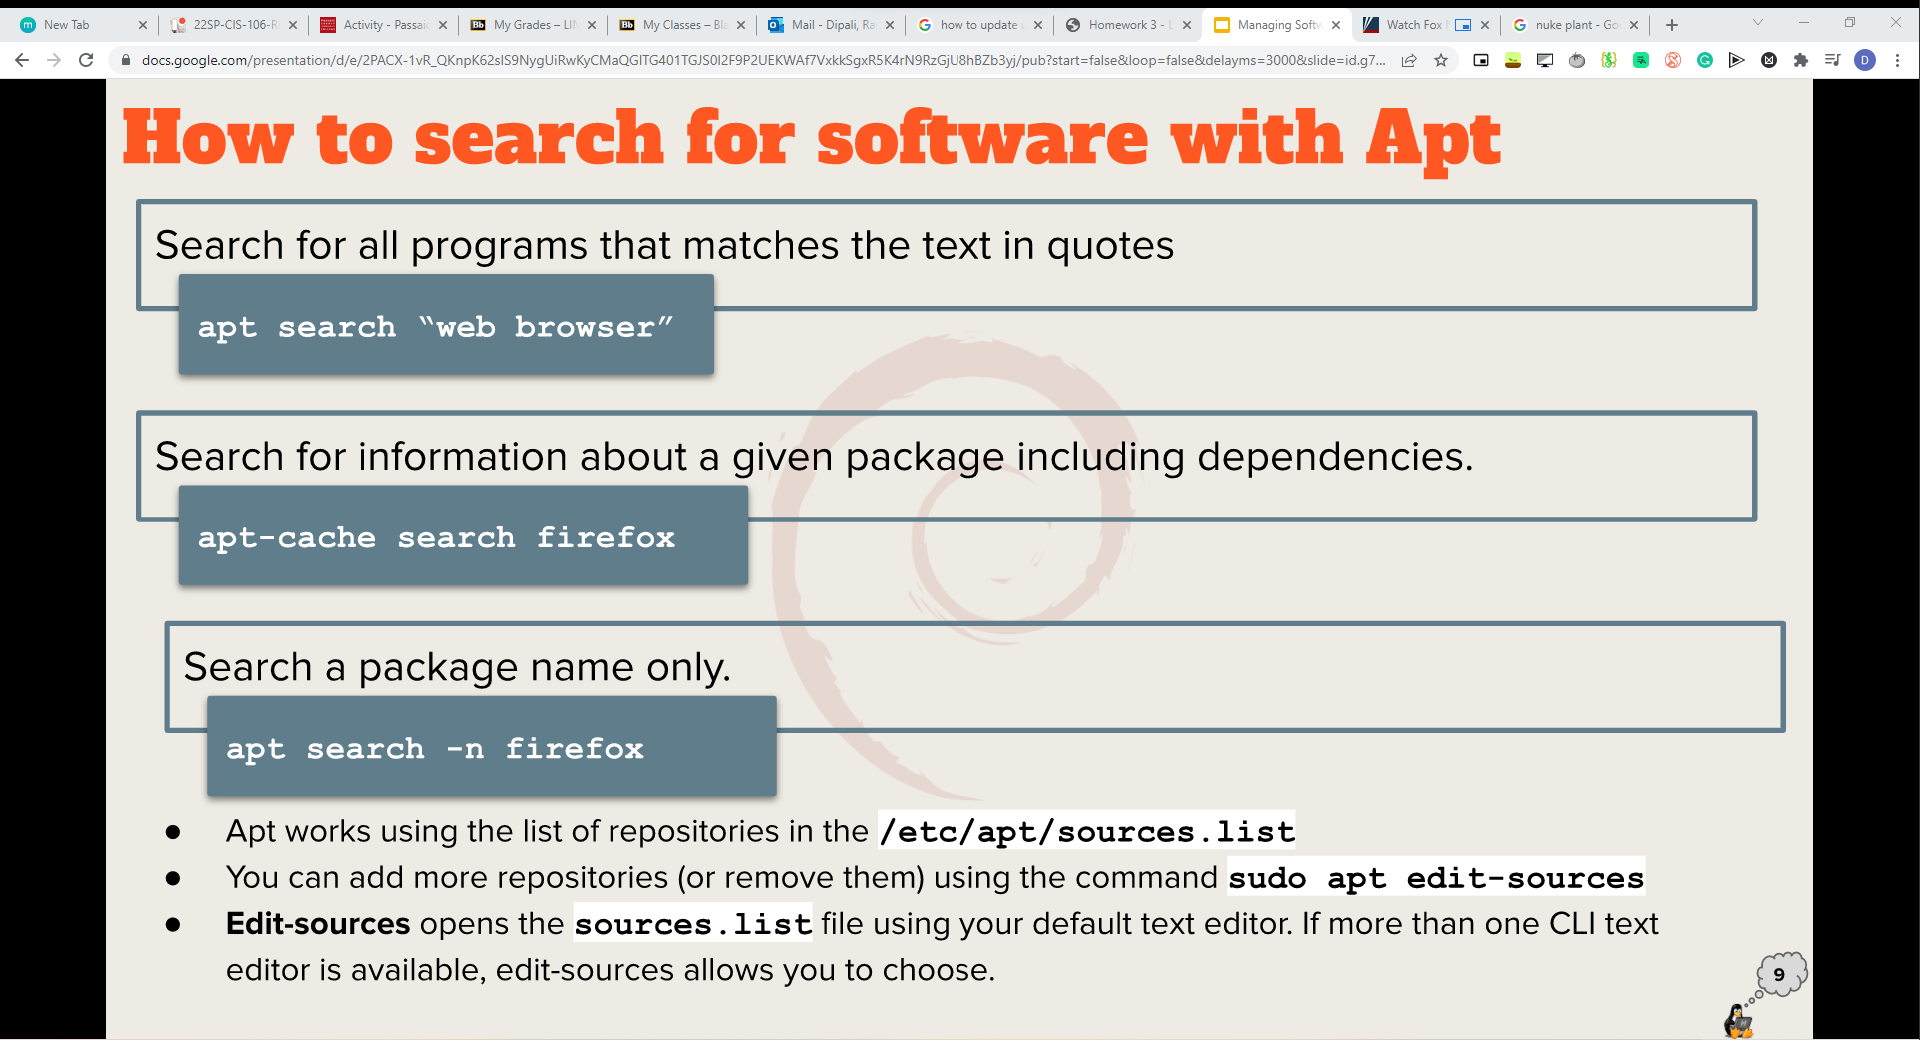 New Tab
22SP-CIS-106-R
Activity - Passaic
Bb My Grades – LIN
Bb My Classes – Bla
Mail - Dipali, Ra
how to update
Homework 3 - L
Managing Softw
Watch Fox
nuke plant - Goo
docs.google.com/presentation/d/e/2PACX-1vR_QKnpK62sIS9NygUiRwKyCMaQGITG401TGJS0I2F9P2UEKWAf7VxkkSgxR5K4rN9RzGjU8hBZb3yj/pub?start=false&loop=false&delayms=3000&slide=id.g7...
D
How to search for software with Apt
Search for all programs that matches the text in quotes
apt search “web browser”
Search for information about a given package including dependencies.
apt-cache search firefox
Search a package name only.
apt search -n firefox
● Apt works using the list of repositories in the /etc/apt/sources.list
● You can add more repositories (or remove them) using the command sudo apt edit-sources
● Edit-sources opens the sources.list file using your default text editor. If more than one CLI text
editor is available, edit-sources allows you to choose.
9